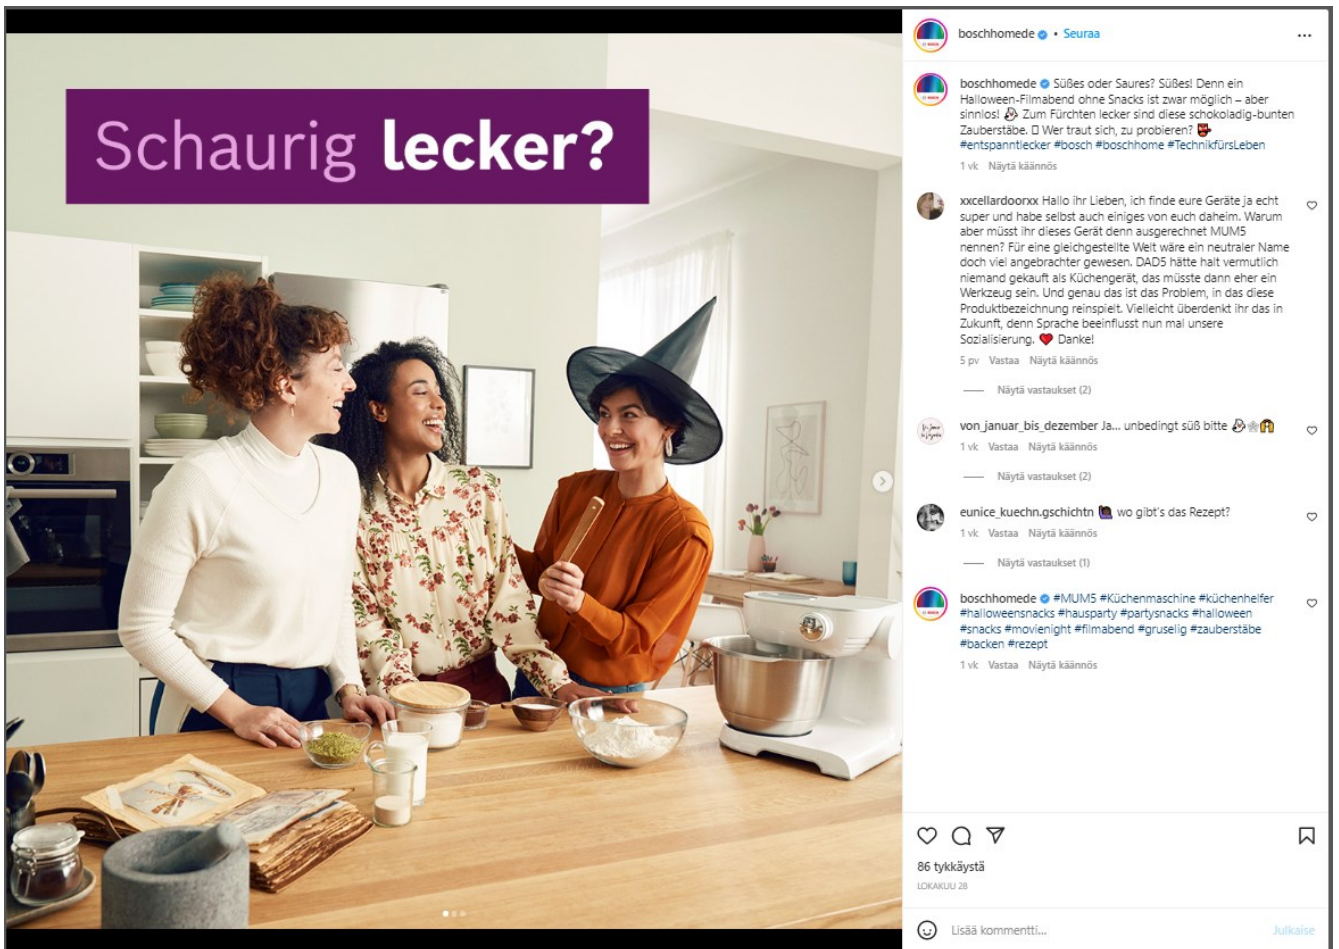 Schaurig lecker?
boschhomede • Seuraa
boschhomede Süßes oder Saures? Süßes! Denn ein
Halloween-Filmabend ohne Snacks ist zwar möglich – aber
sinnlos! 👻 Zum Fürchten lecker sind diese schokoladig-bunten
Zauberstäbe. Wer traut sich, zu probieren?
#entspanntlecker #bosch #boschhome #TechnikfürsLeben
1 vk Näytä käännös
xxcellardoorxx Hallo ihr Lieben, ich finde eure Geräte ja echt
super und habe selbst auch einiges von euch daheim. Warum
aber müsst ihr dieses Gerät denn ausgerechnet MUM5
nennen? Für eine gleichgestellte Welt wäre ein neutraler Name
doch viel angebrachter gewesen. DAD5 hätte halt vermutlich
niemand gekauft als Küchengerät, das müsste dann eher ein
Werkzeug sein. Und genau das ist das Problem, in das diese
Produktbezeichnung reinspielt. Vielleicht überdenkt ihr das in
Zukunft, denn Sprache beeinflusst nun mal unsere
Sozialisierung. ❤️ Danke!
5 pv Vastaa Näytä käännös
Näytä vastaukset (2)
von_januar_bis_dezember Ja... unbedingt süß bitte
1 vk Vastaa Näytä käännös
Näytä vastaukset (2)
eunice_kuechn.gschichtn wo gibt's das Rezept?
1 vk Vastaa Näytä käännös
Näytä vastaukset (1)
boschhomede #MUM5 #Küchenmaschine #küchenhelfer
#halloweensnacks #hausparty #partysnacks #halloween
#snacks #movienight #filmabend #gruselig #zauberstäbe
#backen #rezept
1 vk Vastaa Näytä käännös
86 tykkäystä
LOKAKUU 28
Lisää kommentti...
Julkaise